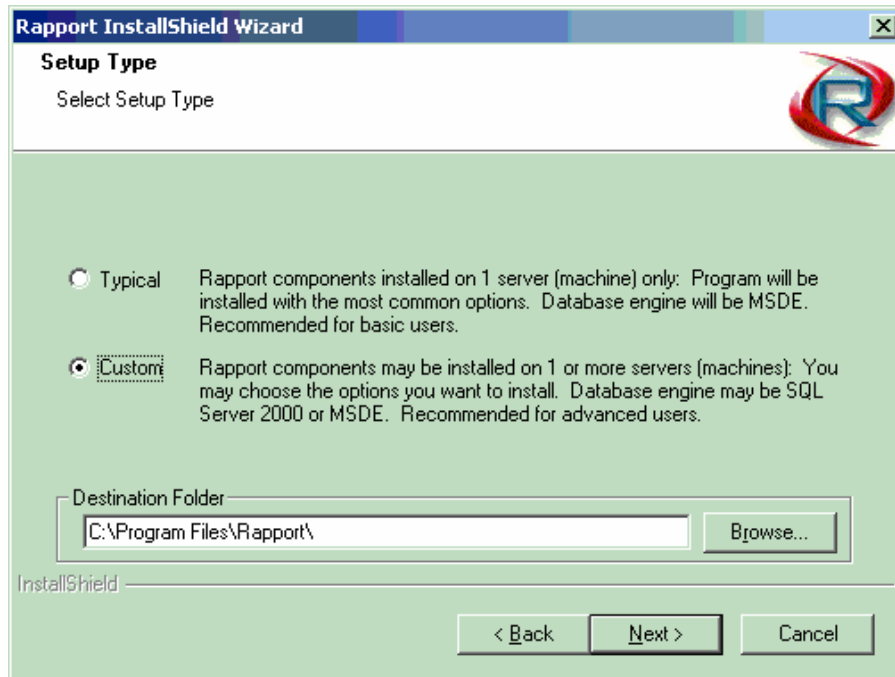 Rapport InstallShield Wizard
Setup Type
Select Setup Type
R
Typical
Rapport components installed on 1 server (machine) only: Program will be
installed with the most common options. Database engine will be MSDE.
Recommended for basic users.
Custom
Rapport components may be installed on 1 or more servers (machines): You
may choose the options you want to install. Database engine may be SQL
Server 2000 or MSDE. Recommended for advanced users.
Destination Folder
C:\Program Files\Rapport\
Browse...
InstallShield
< Back
Next >
Cancel